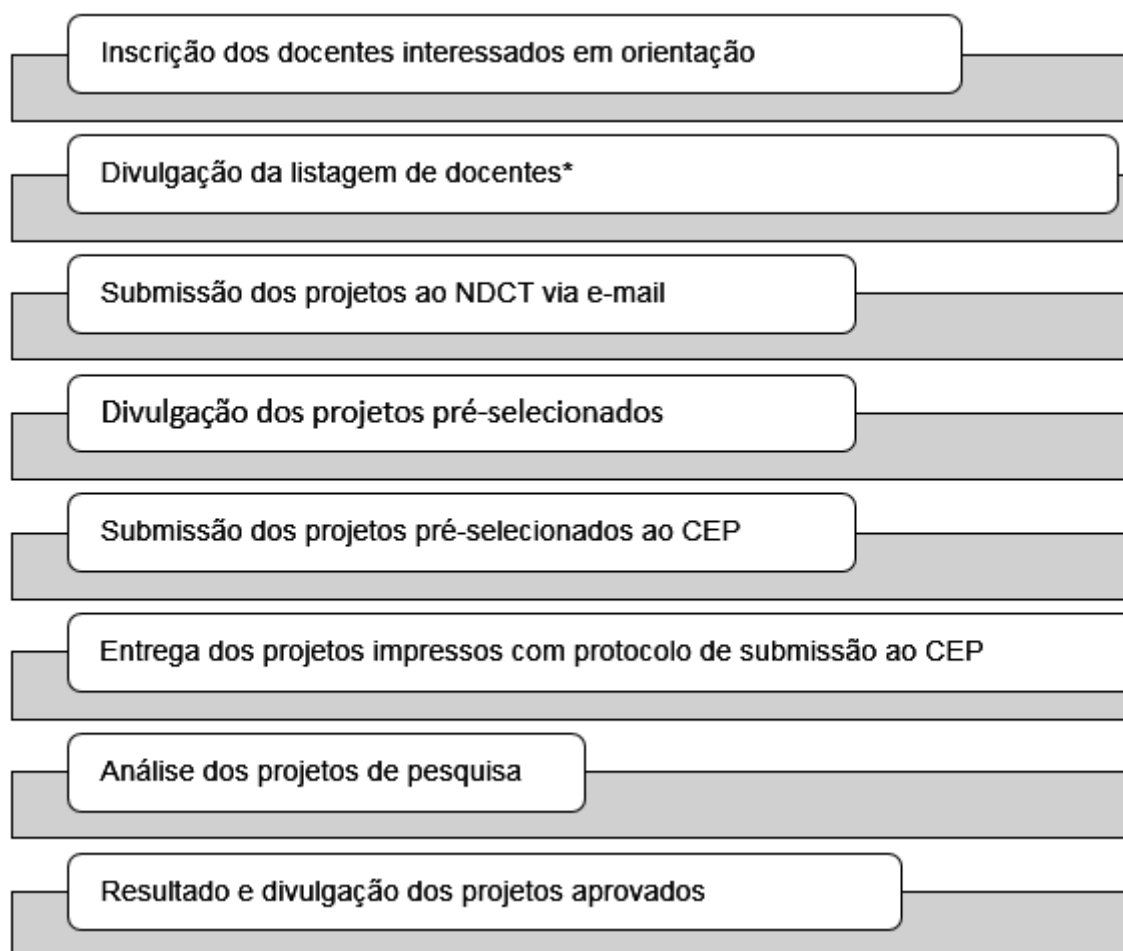 Inscrição dos docentes interessados em orientação
Divulgação da listagem de docentes*
Submissão dos projetos ao NDCT via e-mail
Divulgação dos projetos pré-selecionados
Submissão dos projetos pré-selecionados ao CEP
Entrega dos projetos impressos com protocolo de submissão ao CEP
Análise dos projetos de pesquisa
Resultado e divulgação dos projetos aprovados